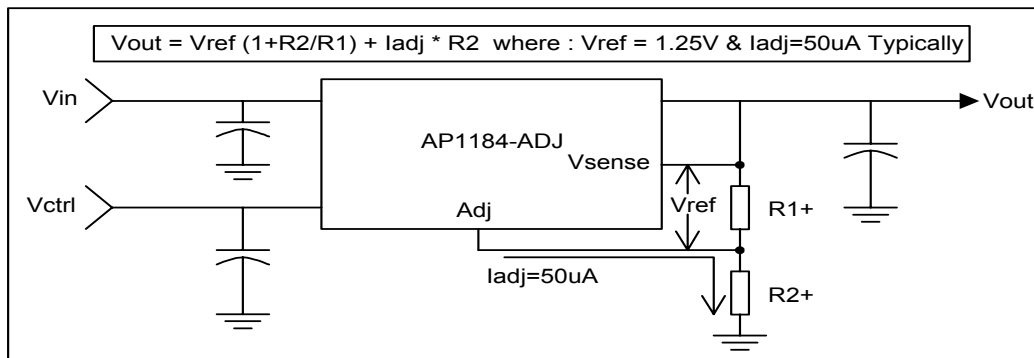 Vout = Vref (1+R2/R1) + Iadj * R2 where : Vref = 1.25V & Iadj=50uA Typically
Vin
Vout
AP1184-ADJ
Vsense
Vctrl
Adj
Vref
R1+
Iadj=50uA
R2+